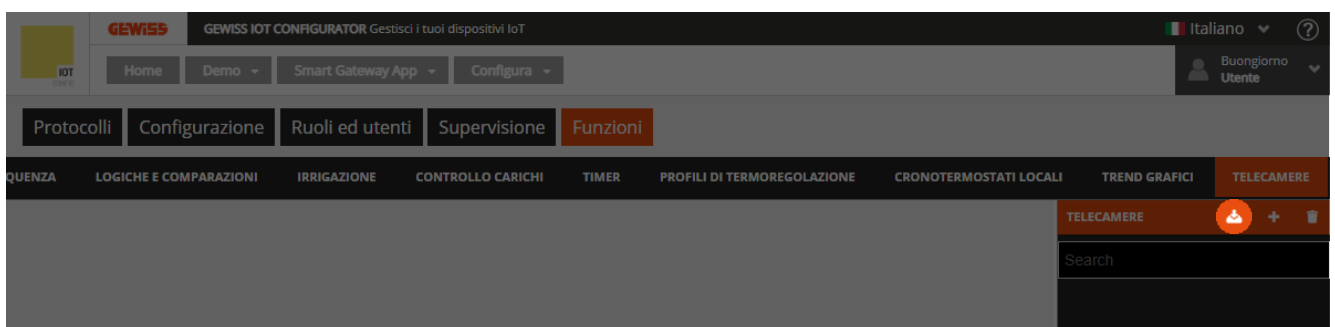 GEWISS
GEWISS IOT CONFIGURATOR Gestisci i tuoi dispositivi IoT
Italiano
IOT
Home Demo Smart Gateway App Configura
Buongiorno
Utente
Protocolli Configurazione Ruoli ed utenti Supervisione Funzioni
QUENZA LOGICHE E COMPARAZIONI IRRIGAZIONE CONTROLLO CARICHI TIMER PROFILI DI TERMOREGOLAZIONE CRONOTERMOSTATI LOCALI TREND GRAFICI TELECAMERE
TELECAMERE
Search